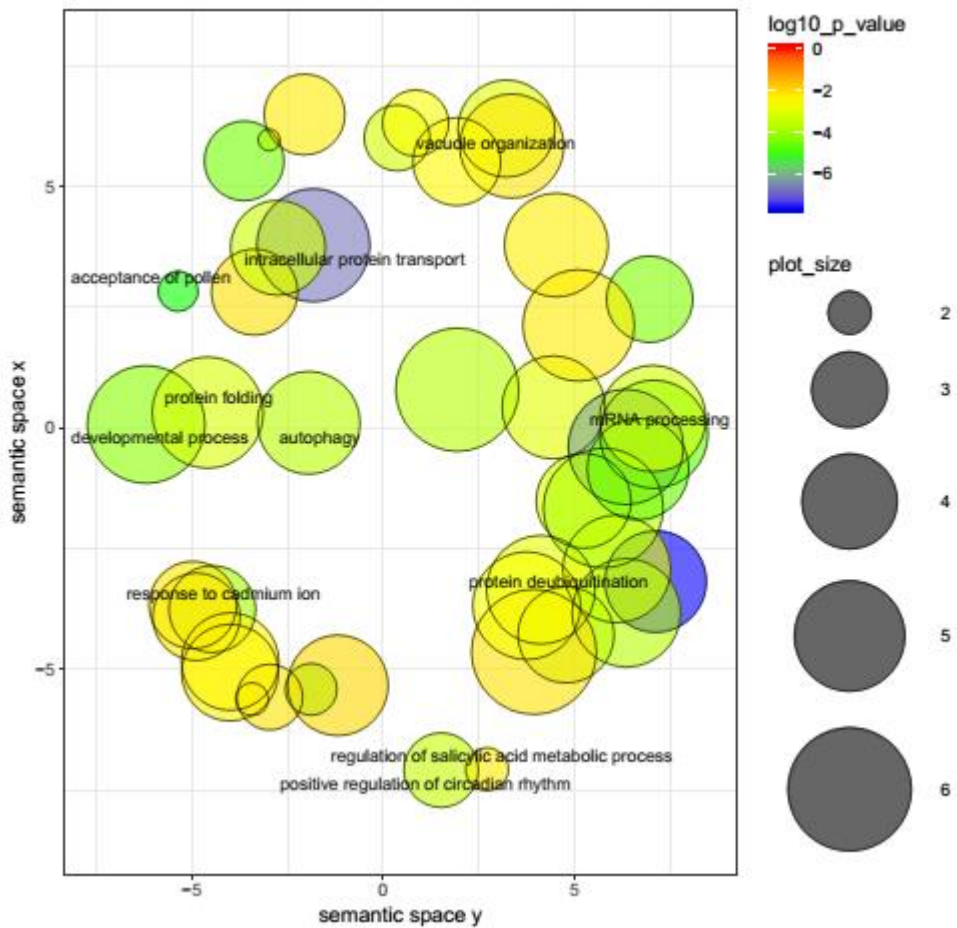 log10_p_value
0
−2
−4
−6
plot_size
2
3
4
5
6
vacuole organization
intracellular protein transport
acceptance of pollen
protein folding
mRNA processing
developmental process
autophagy
protein deubiquitination
response to cadmium ion
regulation of salicylic acid metabolic process
positive regulation of circadian rhythm
semantic space x
5
0
−5
−5
0
5
semantic space y